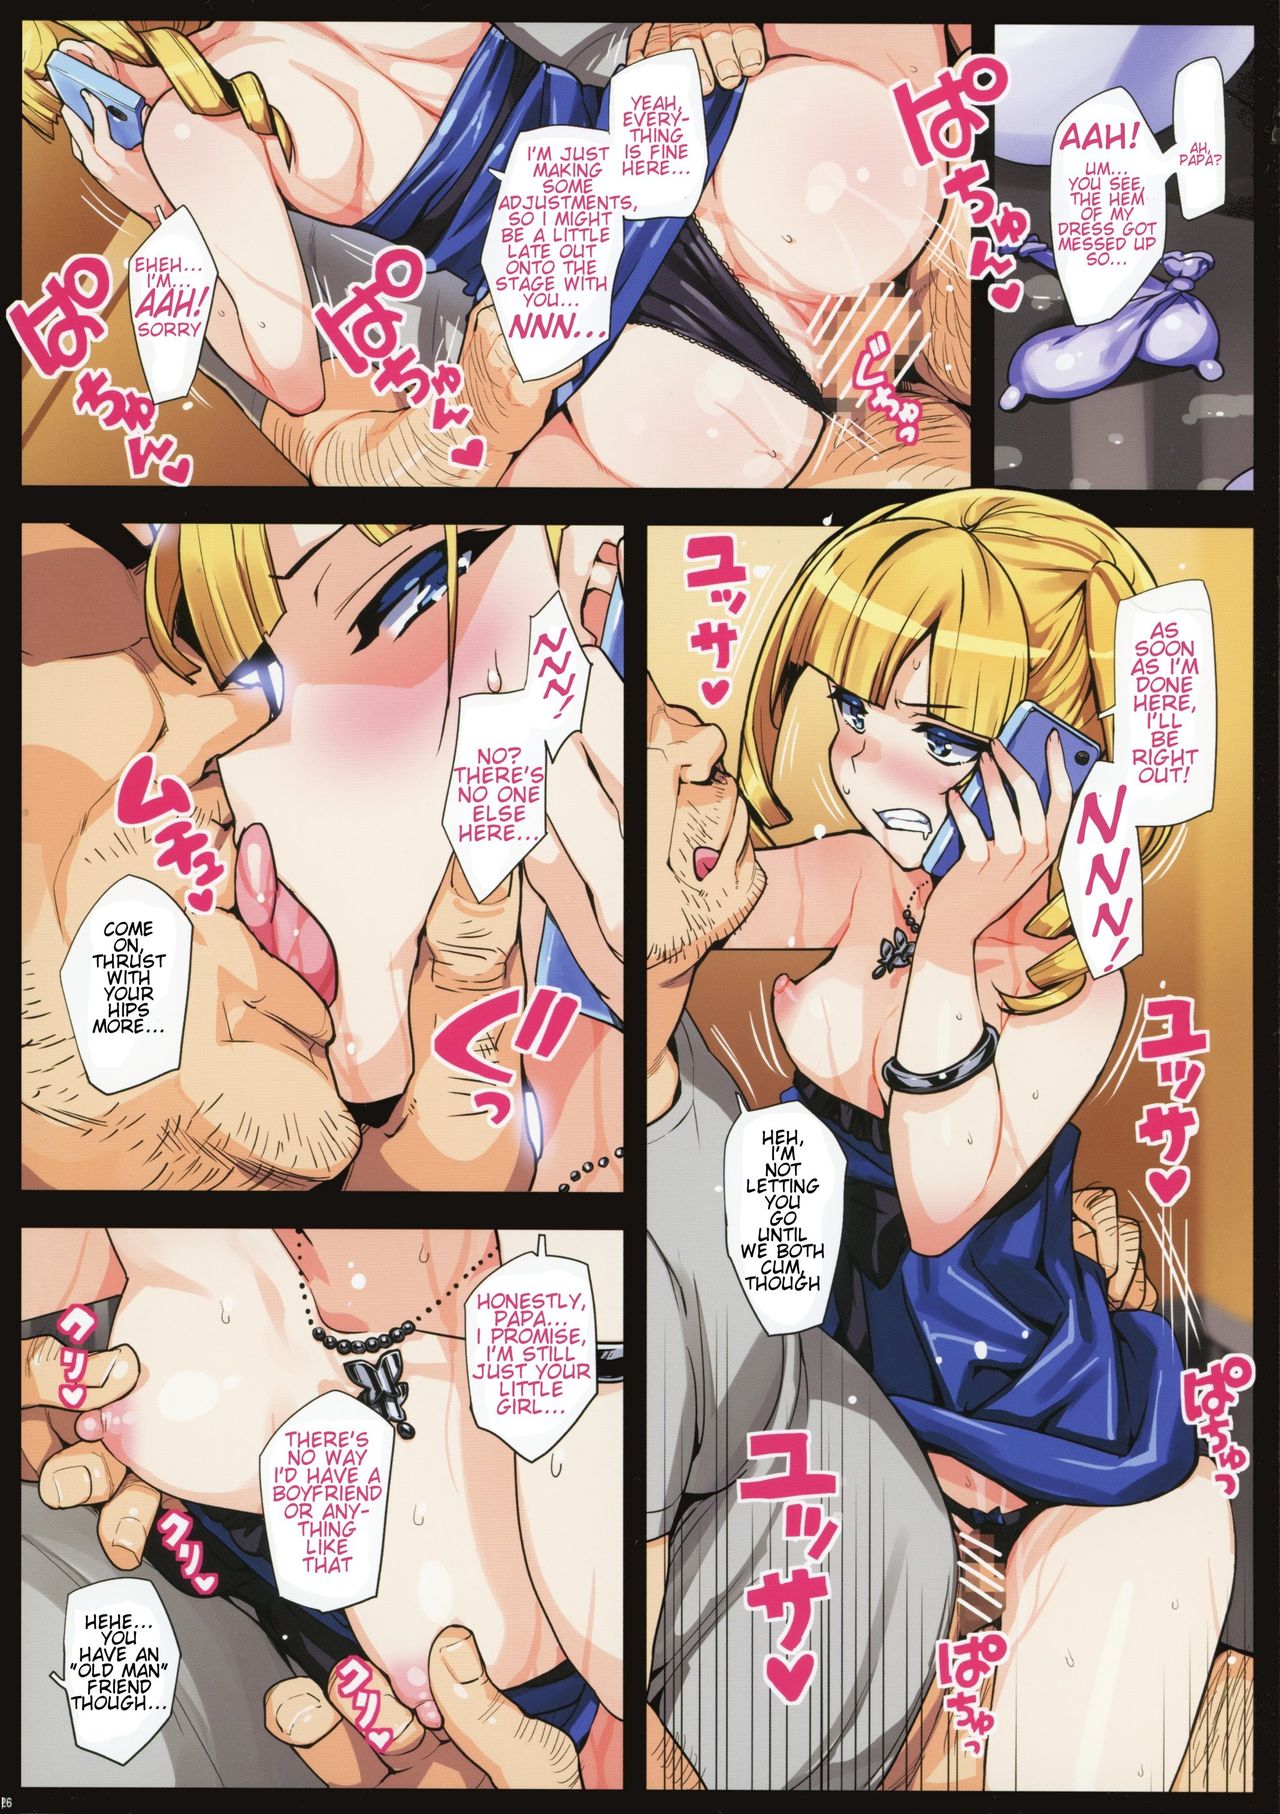 AH,
PAPA?
AAH!
UM...
YOU SEE,
THE HEM
OF MY
DRESS GOT
MESSED UP
SO...
ぱちゅん
YEAH,
EVERY-
THING
IS FINE
HERE...
I'M JUST
MAKING
SOME
ADJUSTMENTS,
SO I MIGHT
BE A LITTLE
LATE OUT
ONTO THE
STAGE WITH
YOU...
NNN...
ぱちゅん
EHEH...
I'M...
AAH!
SORRY
ぱちゅん
AS
SOON
AS I'M
DONE
HERE,
I'LL
BE
RIGHT
OUT!
NNN!
ユッサ
ユッサ
HEH,
I'M
NOT
LETTING
YOU
GO
UNTIL
WE BOTH
CUM,
THOUGH
ユッサ
ぱちゅっ
ぱちゅっ
NNN!
NO?
THERE'S
NO ONE
ELSE
HERE...
ムチュ
COME
ON,
THRUST
WITH
YOUR
HIPS
MORE...
ぐっ
HONESTLY,
PAPA...
I PROMISE,
I'M STILL
JUST YOUR
LITTLE
GIRL...
THERE'S
NO WAY
I'D HAVE A
BOYFRIEND
OR ANY-
THING
LIKE
THAT
クリ
クリ
クリ
HEHE...
YOU
HAVE AN
"OLD MAN"
FRIEND
THOUGH...